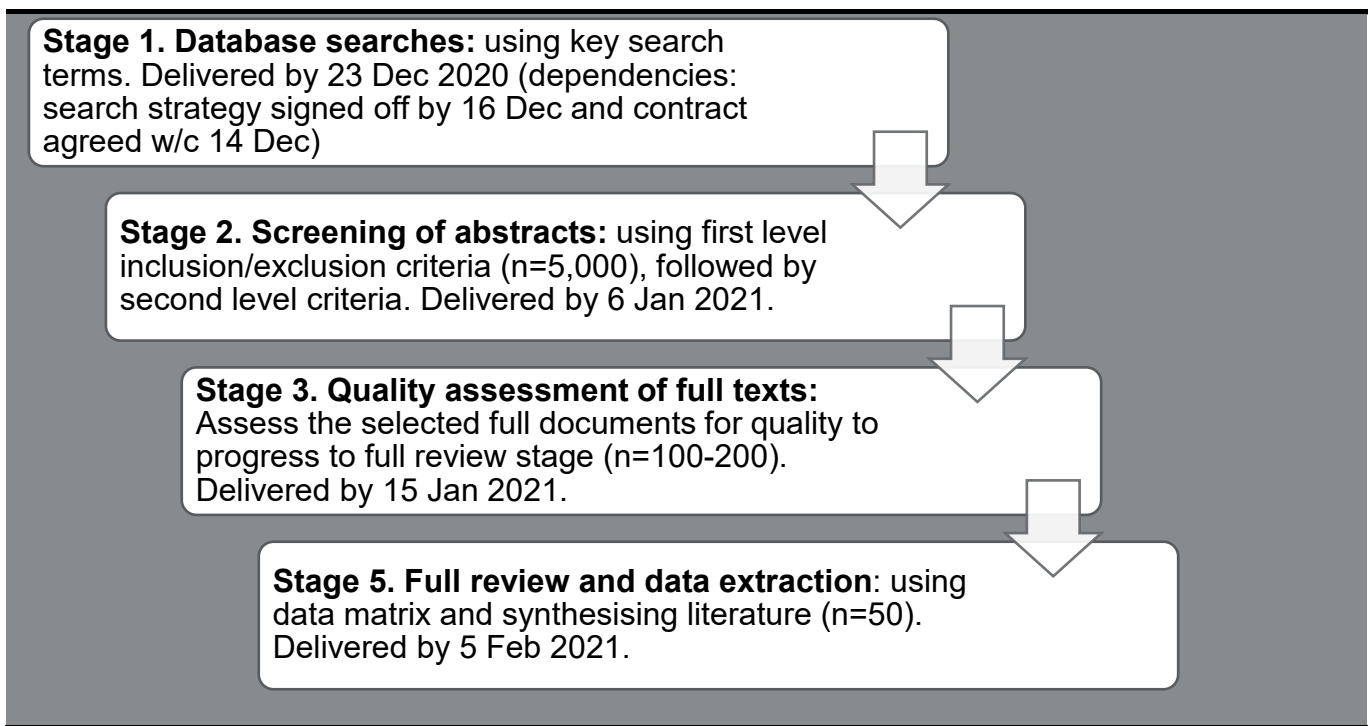 Stage 1. Database searches: using key search
terms. Delivered by 23 Dec 2020 (dependencies:
search strategy signed off by 16 Dec and contract
agreed w/c 14 Dec)
Stage 2. Screening of abstracts: using first level
inclusion/exclusion criteria (n=5,000), followed by
second level criteria. Delivered by 6 Jan 2021.
Stage 3. Quality assessment of full texts:
Assess the selected full documents for quality to
progress to full review stage (n=100-200).
Delivered by 15 Jan 2021.
Stage 5. Full review and data extraction: using
data matrix and synthesising literature (n=50).
Delivered by 5 Feb 2021.